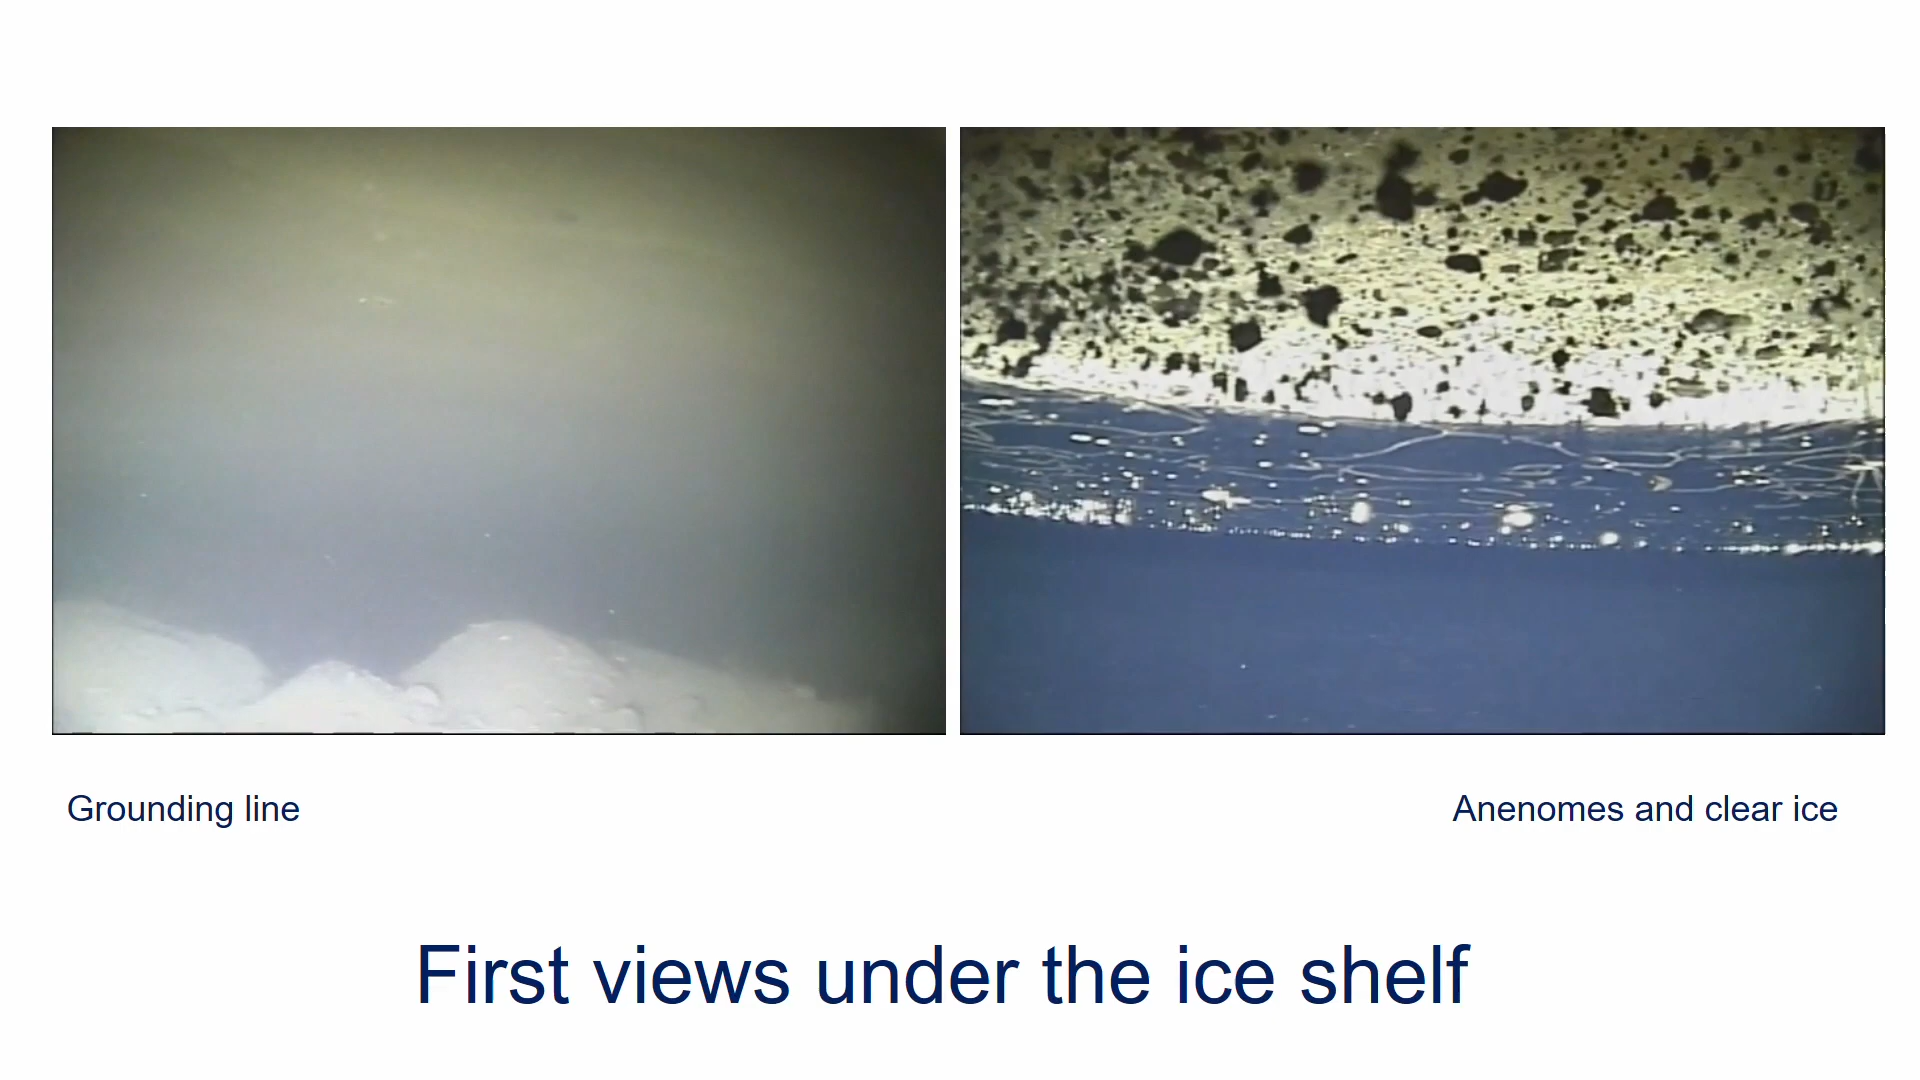 Grounding line
Anenomes and clear ice
First views under the ice shelf